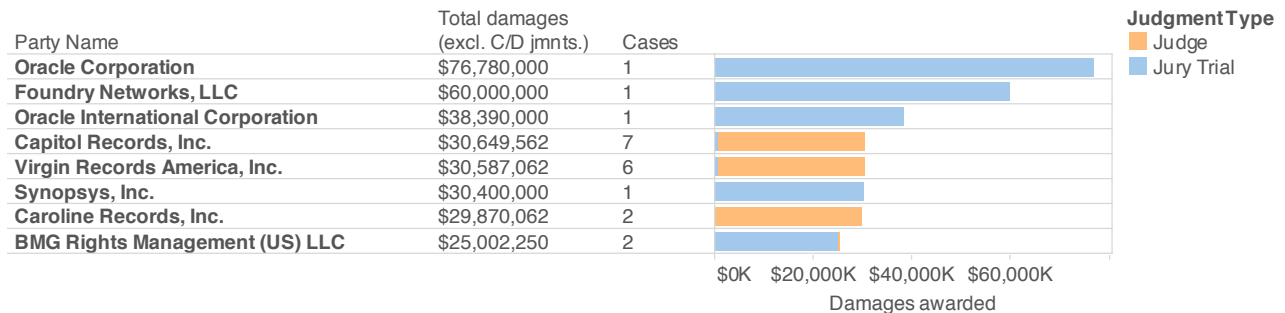 Total damages
Party Name (excl. C/D jmnts.) Cases
Oracle Corporation $76,780,000 1
Foundry Networks, LLC $60,000,000 1
Oracle International Corporation $38,390,000 1
Capitol Records, Inc. $30,649,562 7
Virgin Records America, Inc. $30,587,062 6
Synopsys, Inc. $30,400,000 1
Caroline Records, Inc. $29,870,062 2
BMG Rights Management (US) LLC $25,002,250 2
$0K $20,000K $40,000K $60,000K
Damages awarded
Judgment Type
Judge
Jury Trial